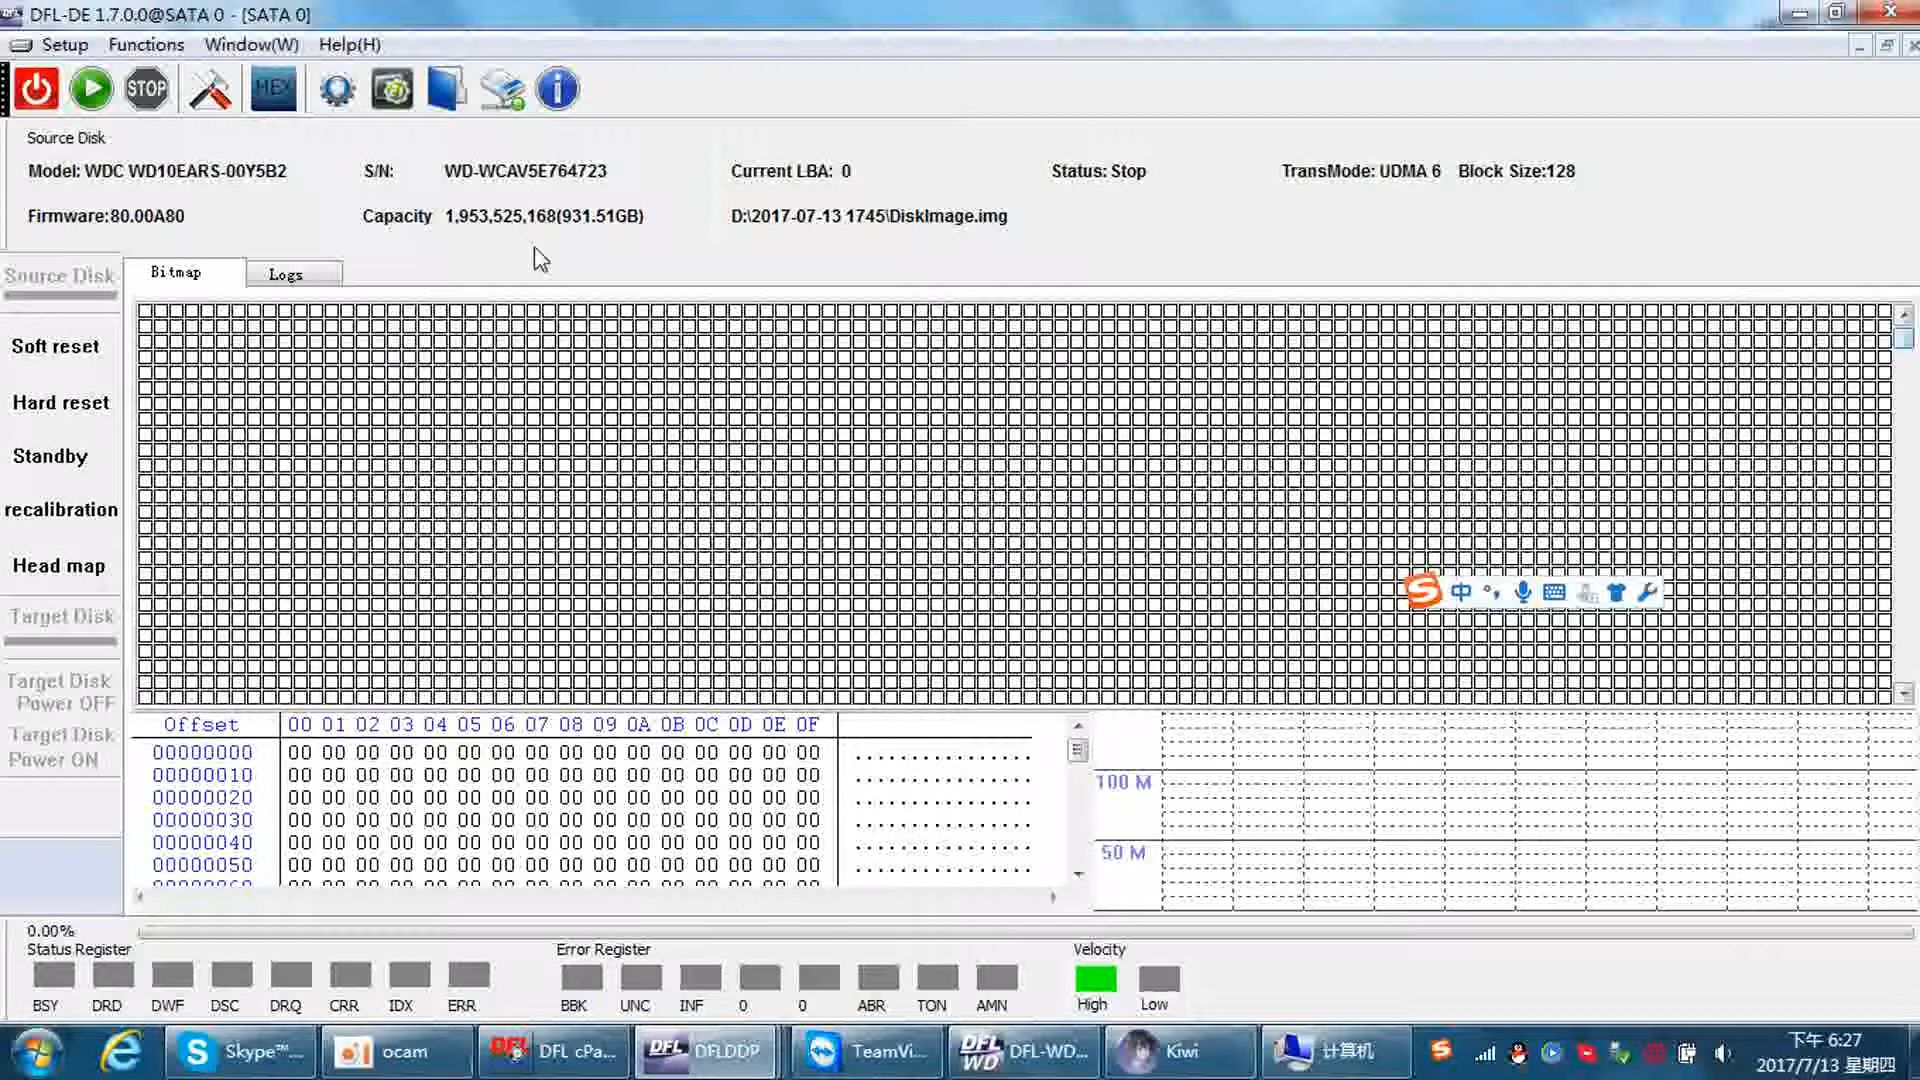 DFL-DE 1.7.0.0@SATA 0 - [SATA 0]
Setup Functions Window(W) Help(H)
STOP HEX
Source Disk
Model: WDC WD10EARS-00Y5B2 S/N: WD-WCAV5E764723 Current LBA: 0 Status: Stop TransMode: UDMA 6 Block Size:128
Firmware:80.00A80 Capacity 1,953,525,168(931.51GB) D:\2017-07-13 1745\DiskImage.img
Source Disk
Bitmap Logs
Soft reset
Hard reset
Standby
recalibration
Head map
中
Target Disk
Target Disk
Power OFF
Target Disk
Power ON
Offset 00 01 02 03 04 05 06 07 08 09 0A 0B 0C 0D 0E 0F
00000000 00 00 00 00 00 00 00 00 00 00 00 00 00 00 00 00 ................
00000010 00 00 00 00 00 00 00 00 00 00 00 00 00 00 00 00 ................
00000020 00 00 00 00 00 00 00 00 00 00 00 00 00 00 00 00 ................
00000030 00 00 00 00 00 00 00 00 00 00 00 00 00 00 00 00 ................
00000040 00 00 00 00 00 00 00 00 00 00 00 00 00 00 00 00 ................
00000050 00 00 00 00 00 00 00 00 00 00 00 00 00 00 00 00 ................
100 M
50 M
0.00%
Status Register Error Register Velocity
BSY DRD DWF DSC DRQ CRR IDX ERR BBK UNC INF 0 0 ABR TON AMN High Low
Skype™... ocam DFL cPa... DFLDDP TeamVi... DFL-WD... Kiwi 计算机
下午 6:27
2017/7/13 星期四